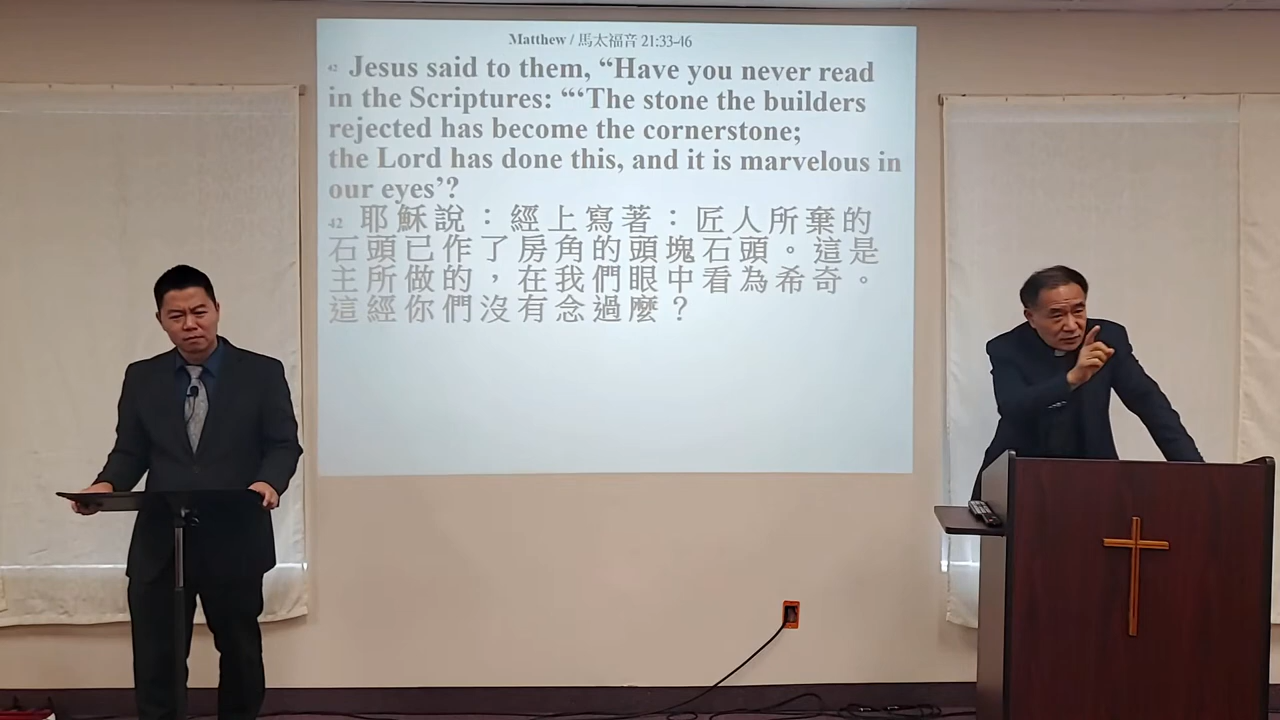 Matthew / 馬太福音 21:33-46
42 Jesus said to them, “Have you never read
in the Scriptures: “‘The stone the builders
rejected has become the cornerstone;
the Lord has done this, and it is marvelous in
our eyes’?
42 耶穌說：經上寫著：匠人所棄的
石頭已作了房角的頭塊石頭。這是
主所做的，在我們眼中看為希奇。
這經你們沒有念過麼？